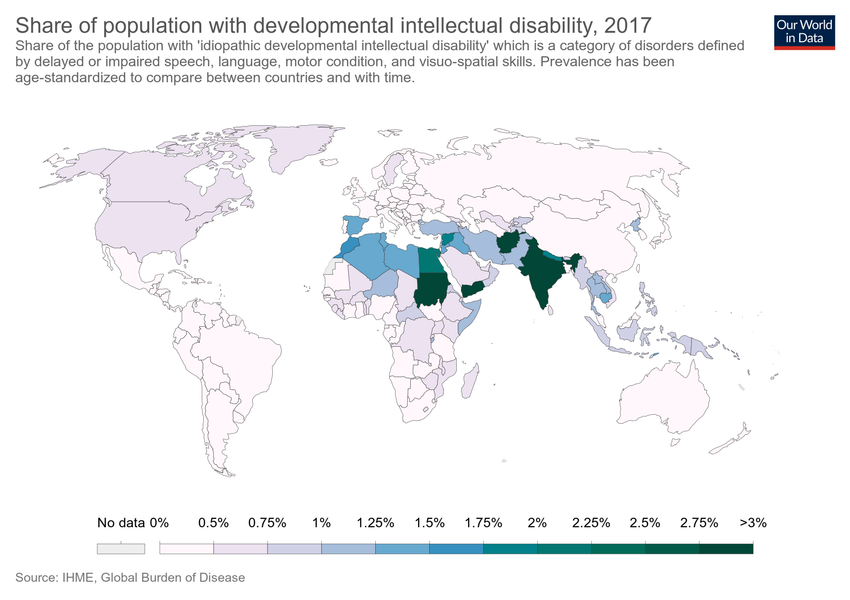 Share of population with developmental intellectual disability, 2017
Our World
in Data
Share of the population with 'idiopathic developmental intellectual disability' which is a category of disorders defined
by delayed or impaired speech, language, motor condition, and visuo-spatial skills. Prevalence has been
age-standardized to compare between countries and with time.
No data 0% 0.5% 0.75% 1% 1.25% 1.5% 1.75% 2% 2.25% 2.5% 2.75% >3%
Source: IHME, Global Burden of Disease